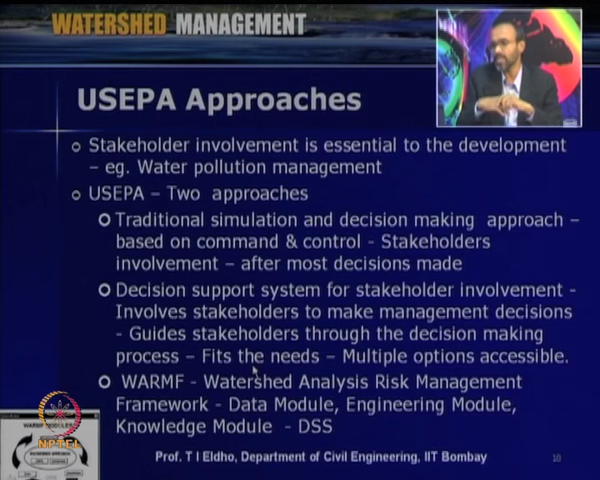 WATERSHED MANAGEMENT
USEPA Approaches
Stakeholder involvement is essential to the development
– eg. Water pollution management
USEPA – Two approaches
Traditional simulation and decision making approach –
based on command & control - Stakeholders
involvement – after most decisions made
Decision support system for stakeholder involvement -
Involves stakeholders to make management decisions
- Guides stakeholders through the decision making
process – Fits the needs – Multiple options accessible.
WARMF - Watershed Analysis Risk Management
Framework - Data Module, Engineering Module,
Knowledge Module - DSS
NPTEL
Prof. T I Eldho, Department of Civil Engineering, IIT Bombay
10